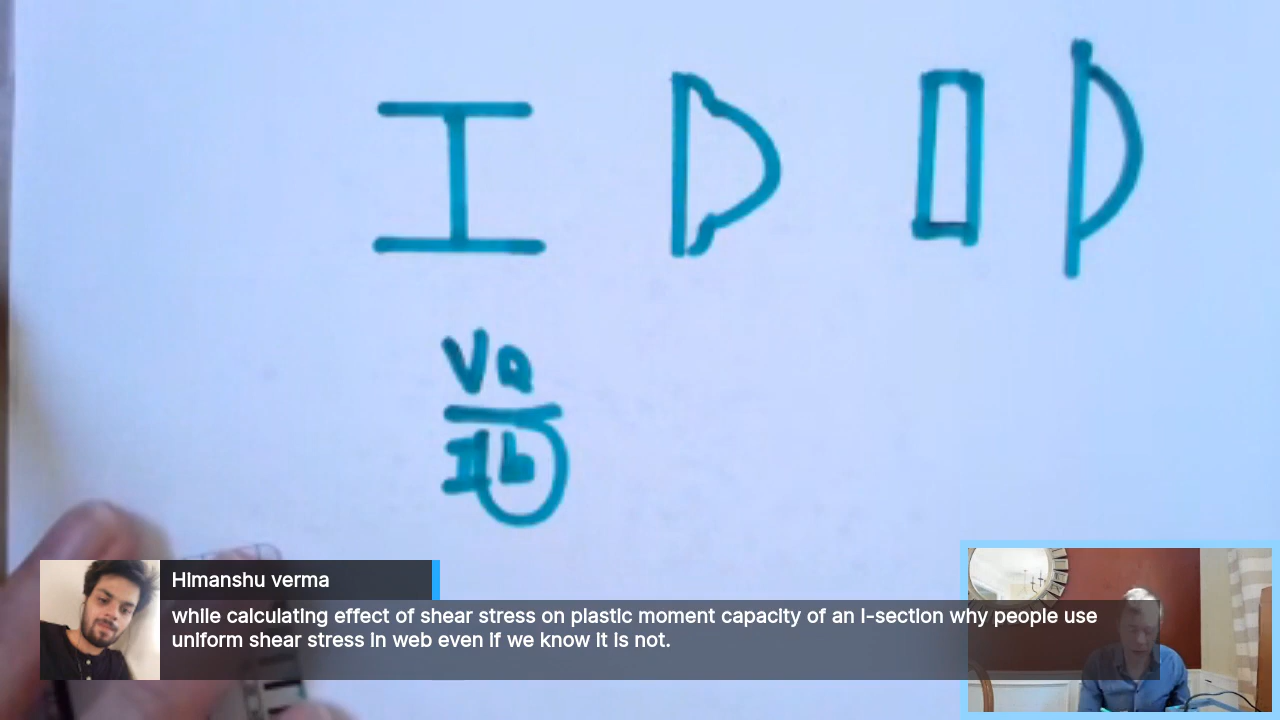 VQ
Ib
Himanshu verma
while calculating effect of shear stress on plastic moment capacity of an I-section why people use
uniform shear stress in web even if we know it is not.